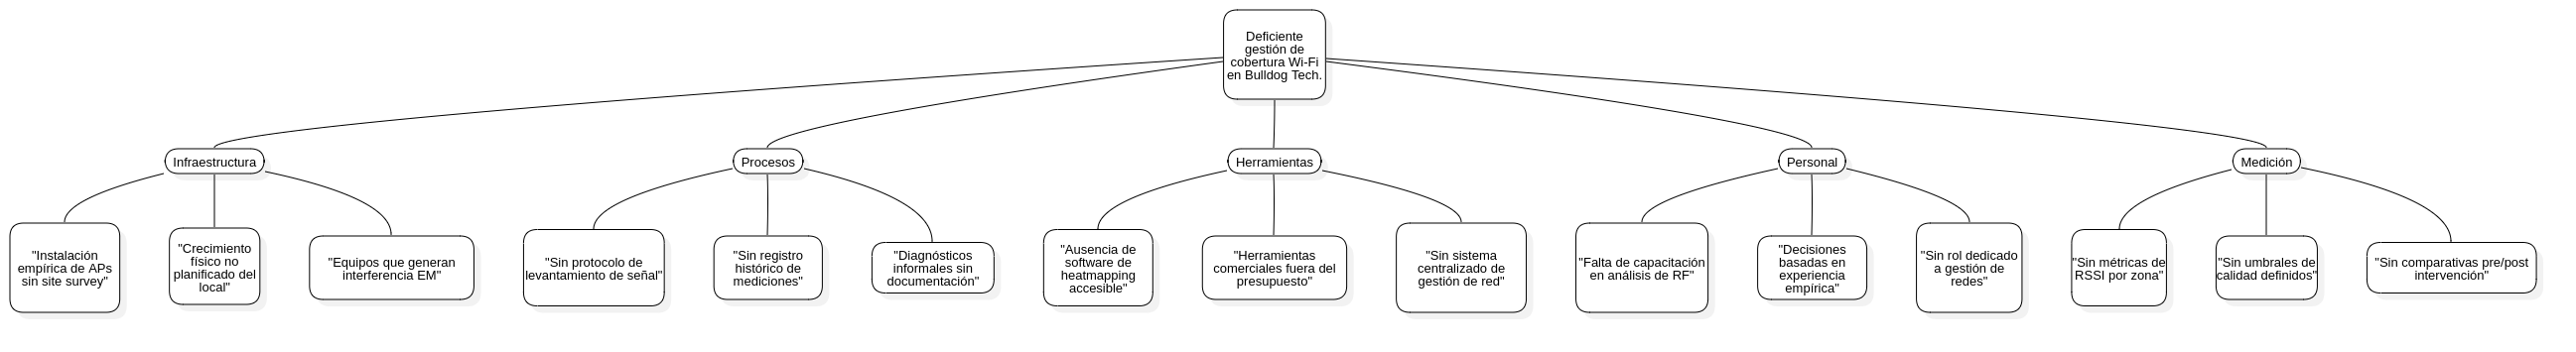 Deficiente
gestión de
cobertura Wi-Fi
en Bulldog Tech.
Infraestructura
Procesos
Herramientas
Personal
Medición
"Instalación
empírica de APs
sin site survey"
"Crecimiento
físico no
planificado del
local"
"Equipos que generan
interferencia EM"
"Sin protocolo de
levantamiento de señal"
"Sin registro
histórico de
mediciones"
"Diagnósticos
informales sin
documentación"
"Ausencia de
software de
heatmapping
accesible"
"Herramientas
comerciales fuera del
presupuesto"
"Sin sistema
centralizado de
gestión de red"
"Falta de capacitación
en análisis de RF"
"Decisiones
basadas en
experiencia
empírica"
"Sin rol dedicado
a gestión de
redes"
"Sin métricas de
RSSI por zona"
"Sin umbrales de
calidad definidos"
"Sin comparativas pre/post
intervención"